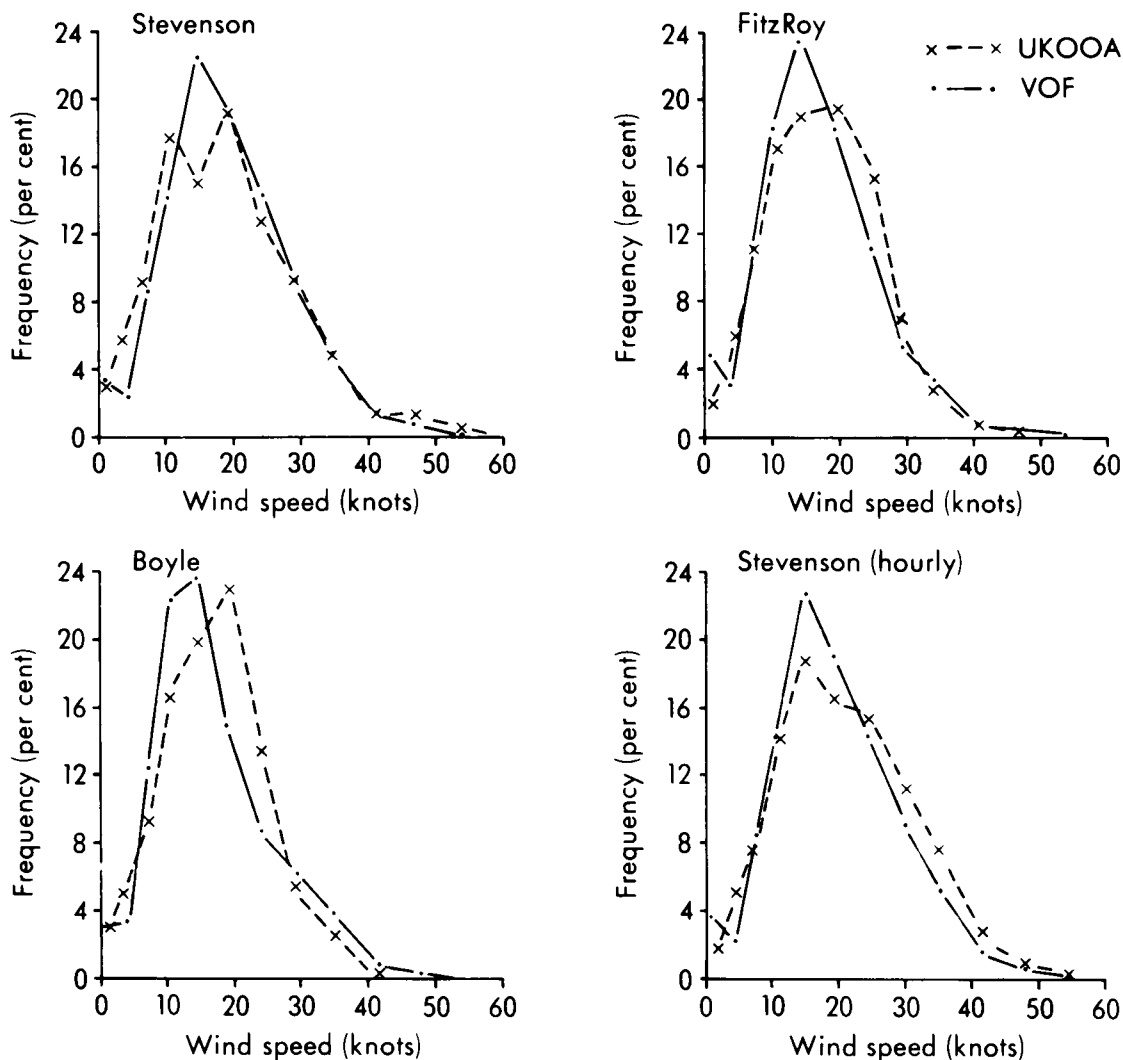 Stevenson
24
20
16
12
8
4
0
Frequency (per cent)
0 10 20 30 40 50 60
Wind speed (knots)
FitzRoy
x - - - x UKOOA
. — . VOF
24
20
16
12
8
4
0
Frequency (per cent)
0 10 20 30 40 50 60
Wind speed (knots)
Boyle
24
20
16
12
8
4
0
Frequency (per cent)
0 10 20 30 40 50 60
Wind speed (knots)
Stevenson (hourly)
24
20
16
12
8
4
0
Frequency (per cent)
0 10 20 30 40 50 60
Wind speed (knots)